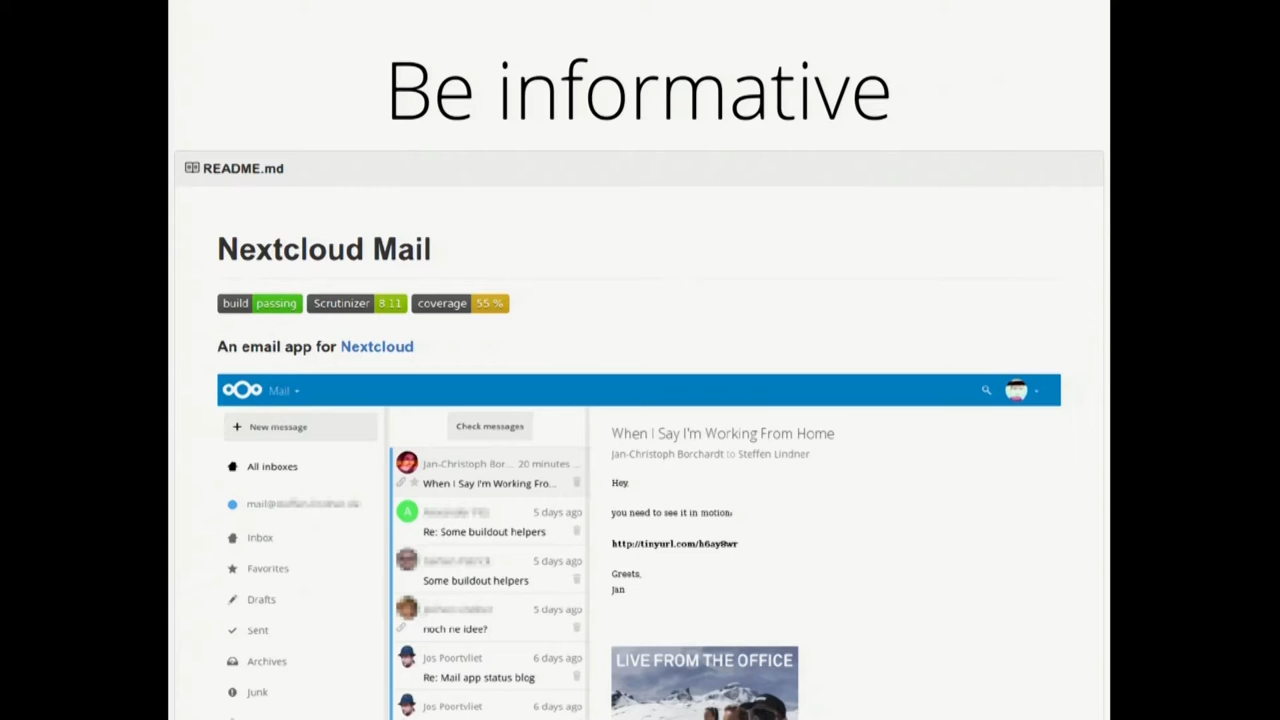 Be informative
README.md
Nextcloud Mail
build passing Scrutinizer 8.11 coverage 55 %
An email app for Nextcloud
Mail
New message
All inboxes
mail@
Inbox
Favorites
Drafts
Sent
Archives
Junk
Check messages
Jan-Christoph Bor... 20 minutes ...
When I Say I'm Working Fro...
A
5 days ago
Re: Some buildout helpers
5 days ago
Some buildout helpers
5 days ago
noch ne idee?
Jos Poortvliet 6 days ago
Re: Mail app status blog
Jos Poortvliet 6 days ago
When I Say I'm Working From Home
Jan-Christoph Borchardt to Steffen Lindner
Hey,
you need to see it in motion:
http://tinyurl.com/h6ay8wr
Greets,
Jan
LIVE FROM THE OFFICE